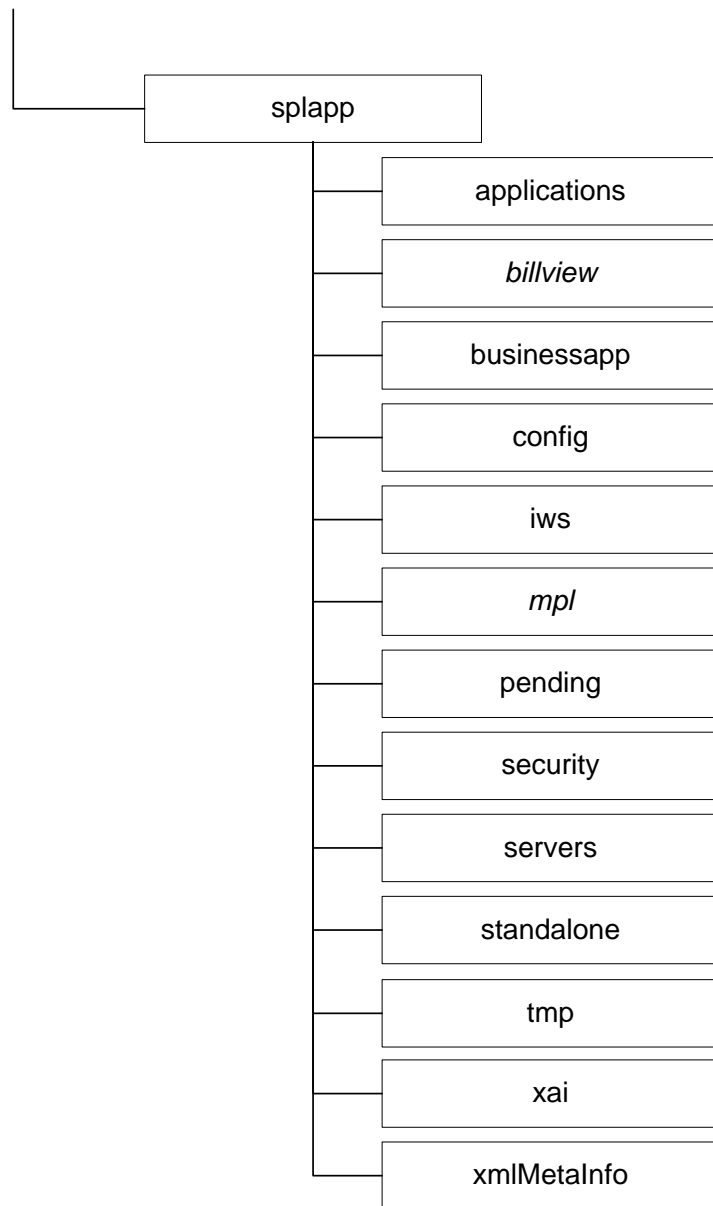 splapp
applications
billview
businessapp
config
iws
mpl
pending
security
servers
standalone
tmp
xai
xmlMetaInfo